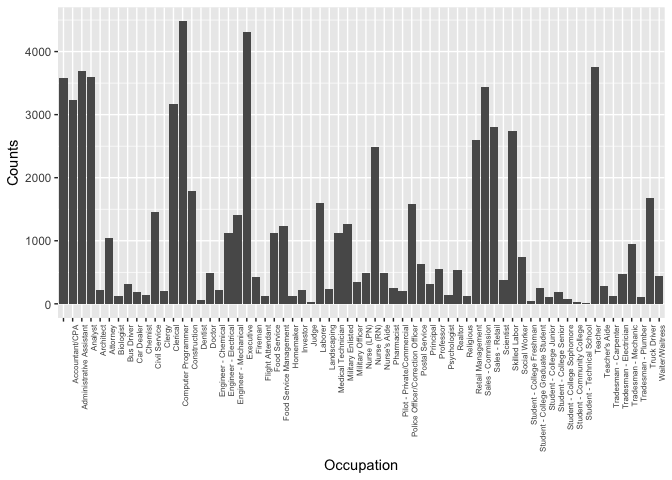 Counts
4000
3000
2000
1000
0
Accountant/CPA
Administrative Assistant
Analyst
Architect
Attorney
Biologist
Bus Driver
Car Dealer
Chemist
Civil Service
Clergy
Clerical
Computer Programmer
Construction
Dentist
Doctor
Engineer - Chemical
Engineer - Electrical
Engineer - Mechanical
Executive
Fireman
Flight Attendant
Food Service
Food Service Management
Homemaker
Investor
Judge
Laborer
Landscaping
Medical Technician
Military Enlisted
Military Officer
Nurse (LPN)
Nurse (RN)
Nurse's Aide
Pharmacist
Pilot - Private/Commercial
Police Officer/Correction Officer
Postal Service
Principal
Professor
Psychologist
Realtor
Religious
Retail Management
Sales - Commission
Sales - Retail
Scientist
Skilled Labor
Social Worker
Student - College Freshman
Student - College Graduate Student
Student - College Junior
Student - College Senior
Student - College Sophomore
Student - Community College
Student - Technical School
Teacher
Teacher's Aide
Tradesman - Carpenter
Tradesman - Electrician
Tradesman - Mechanic
Tradesman - Plumber
Truck Driver
Waiter/Waitress
Occupation